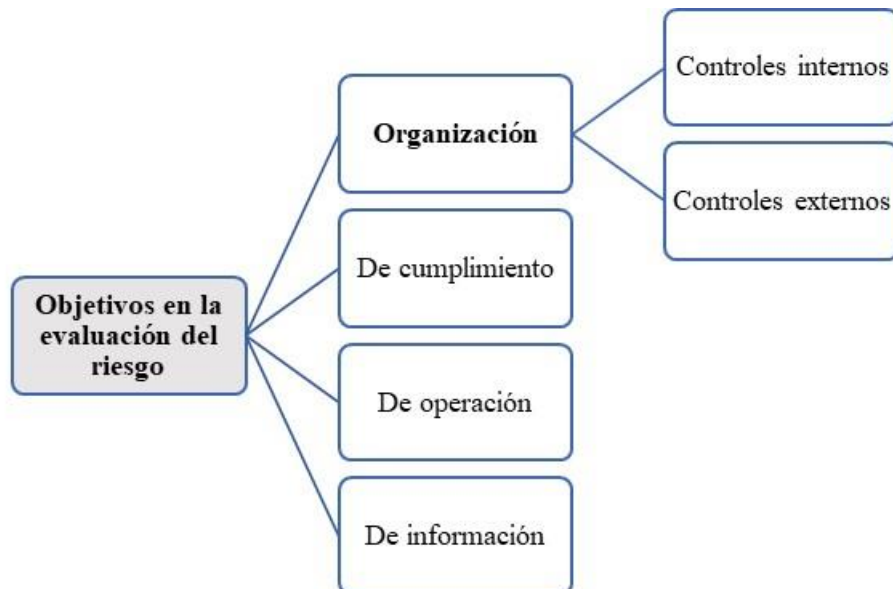 Objetivos en la
evaluación del
riesgo
Organización
Controles internos
Controles externos
De cumplimiento
De operación
De información